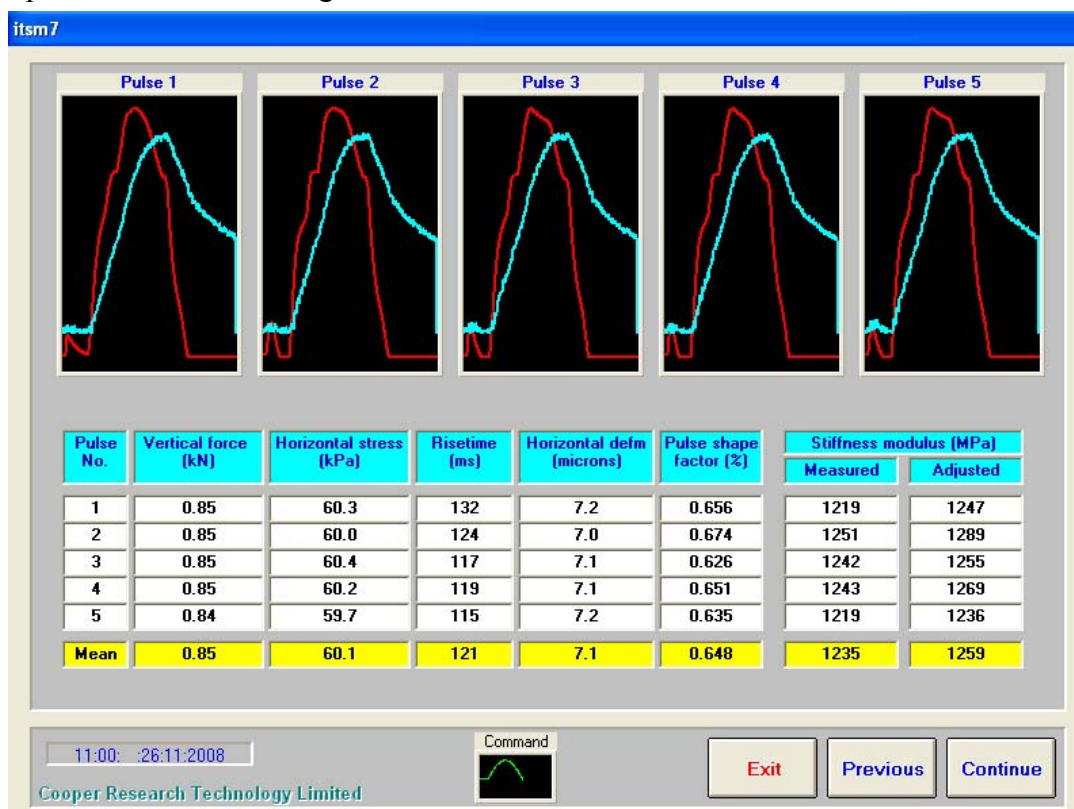 itsm7
Pulse 1 Pulse 2 Pulse 3 Pulse 4 Pulse 5
Pulse No. Vertical force (kN) Horizontal stress (kPa) Risetime (ms) Horizontal defm (microns) Pulse shape factor (%) Stiffness modulus (MPa)
Measured Adjusted
1 0.85 60.3 132 7.2 0.656 1219 1247
2 0.85 60.0 124 7.0 0.674 1251 1289
3 0.85 60.4 117 7.1 0.626 1242 1255
4 0.85 60.2 119 7.1 0.651 1243 1269
5 0.84 59.7 115 7.2 0.635 1219 1236
Mean 0.85 60.1 121 7.1 0.648 1235 1259
11:00: :26:11:2008
Command
Exit Previous Continue
Cooper Research Technology Limited